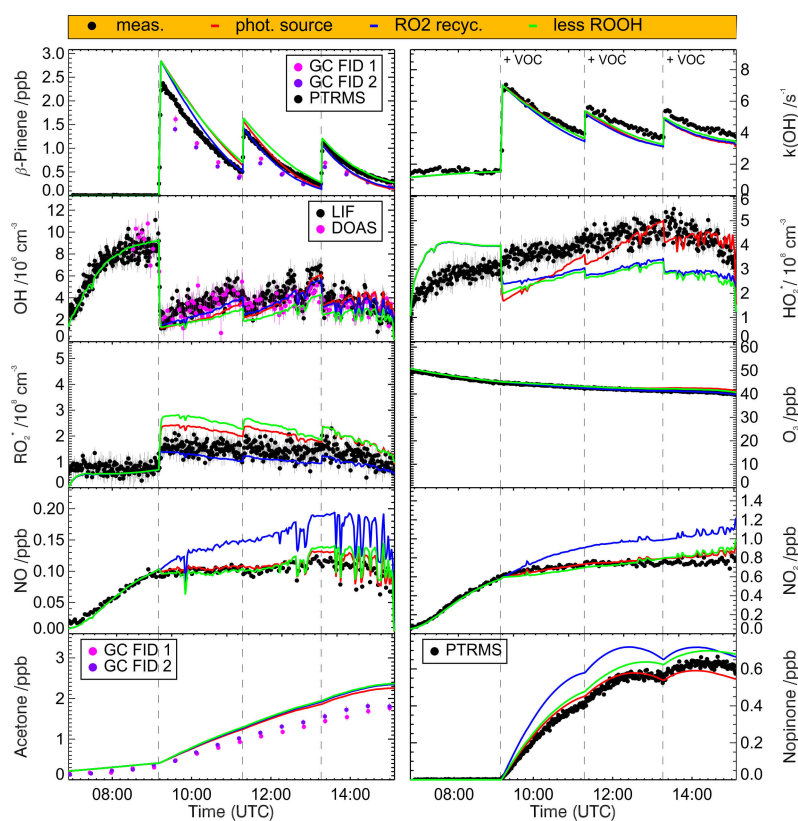 meas. phot. source RO2 recyc. less ROOH
β-Pinene /ppb
3.0
2.5
2.0
1.5
1.0
0.5
0.0
GC FID 1
GC FID 2
PTRMS
+ VOC + VOC + VOC
k(OH) /s⁻¹
8
6
4
2
0
OH /10⁶ cm⁻³
12
10
8
6
4
2
0
LIF
DOAS
HO₂* /10⁸ cm⁻³
6
5
4
3
2
1
0
RO₂* /10⁸ cm⁻³
5
4
3
2
1
0
O₃ /ppb
60
50
40
30
20
10
0
NO /ppb
0.20
0.15
0.10
0.05
0.00
NO₂ /ppb
1.4
1.2
1.0
0.8
0.6
0.4
0.2
0.0
Acetone /ppb
3
2
1
0
GC FID 1
GC FID 2
PTRMS
Nopinone /ppb
0.6
0.4
0.2
0.0
08:00 10:00 12:00 14:00
Time (UTC)
08:00 10:00 12:00 14:00
Time (UTC)